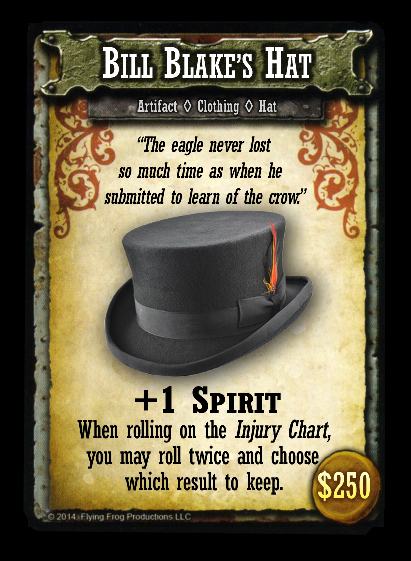 Bill Blake's Hat
Artifact ◊ Clothing ◊ Hat
"The eagle never lost
so much time as when he
submitted to learn of the crow."
+1 Spirit
When rolling on the Injury Chart,
you may roll twice and choose
which result to keep.
$250
© 2014. Flying Frog Productions LLC